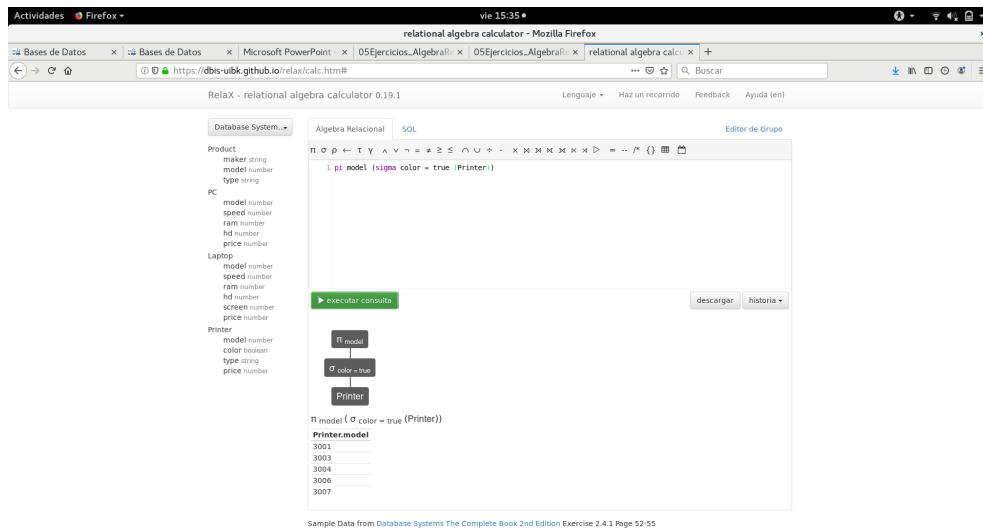 Actividades Firefox ▾ vie 15:35 ●
relational algebra calculator - Mozilla Firefox
Bases de Datos × Bases de Datos × Microsoft PowerPoint - × 05Ejercicios_AlgebraRe × 05Ejercicios_AlgebraRe × relational algebra calcu × +
https://dbis-uibk.github.io/relax/calc.htm# Buscar
RelaX - relational algebra calculator 0.19.1 Lenguaje ▾ Haz un recorrido Feedback Ayuda (en)
Database System... ▾
Product
maker string
model number
type string
PC
model number
speed number
ram number
hd number
price number
Laptop
model number
speed number
ram number
hd number
screen number
price number
Printer
model number
color boolean
type string
price number
Álgebra Relacional SQL Editor de Grupo
π σ ρ ← τ γ ∧ ∨ ¬ = ≠ ≥ ≤ ∩ ∪ ÷ - × ⋈ ⟕ ⟖ ⟗ ⋉ ⋊ ▷ = -- /* {}
1 pi model (sigma color = true (Printer))
▶ executar consulta descargar historia ▾
π model
σ color = true
Printer
π model ( σ color = true (Printer))
Printer.model
3001
3003
3004
3006
3007
Sample Data from Database Systems The Complete Book 2nd Edition Exercise 2.4.1 Page 52-55